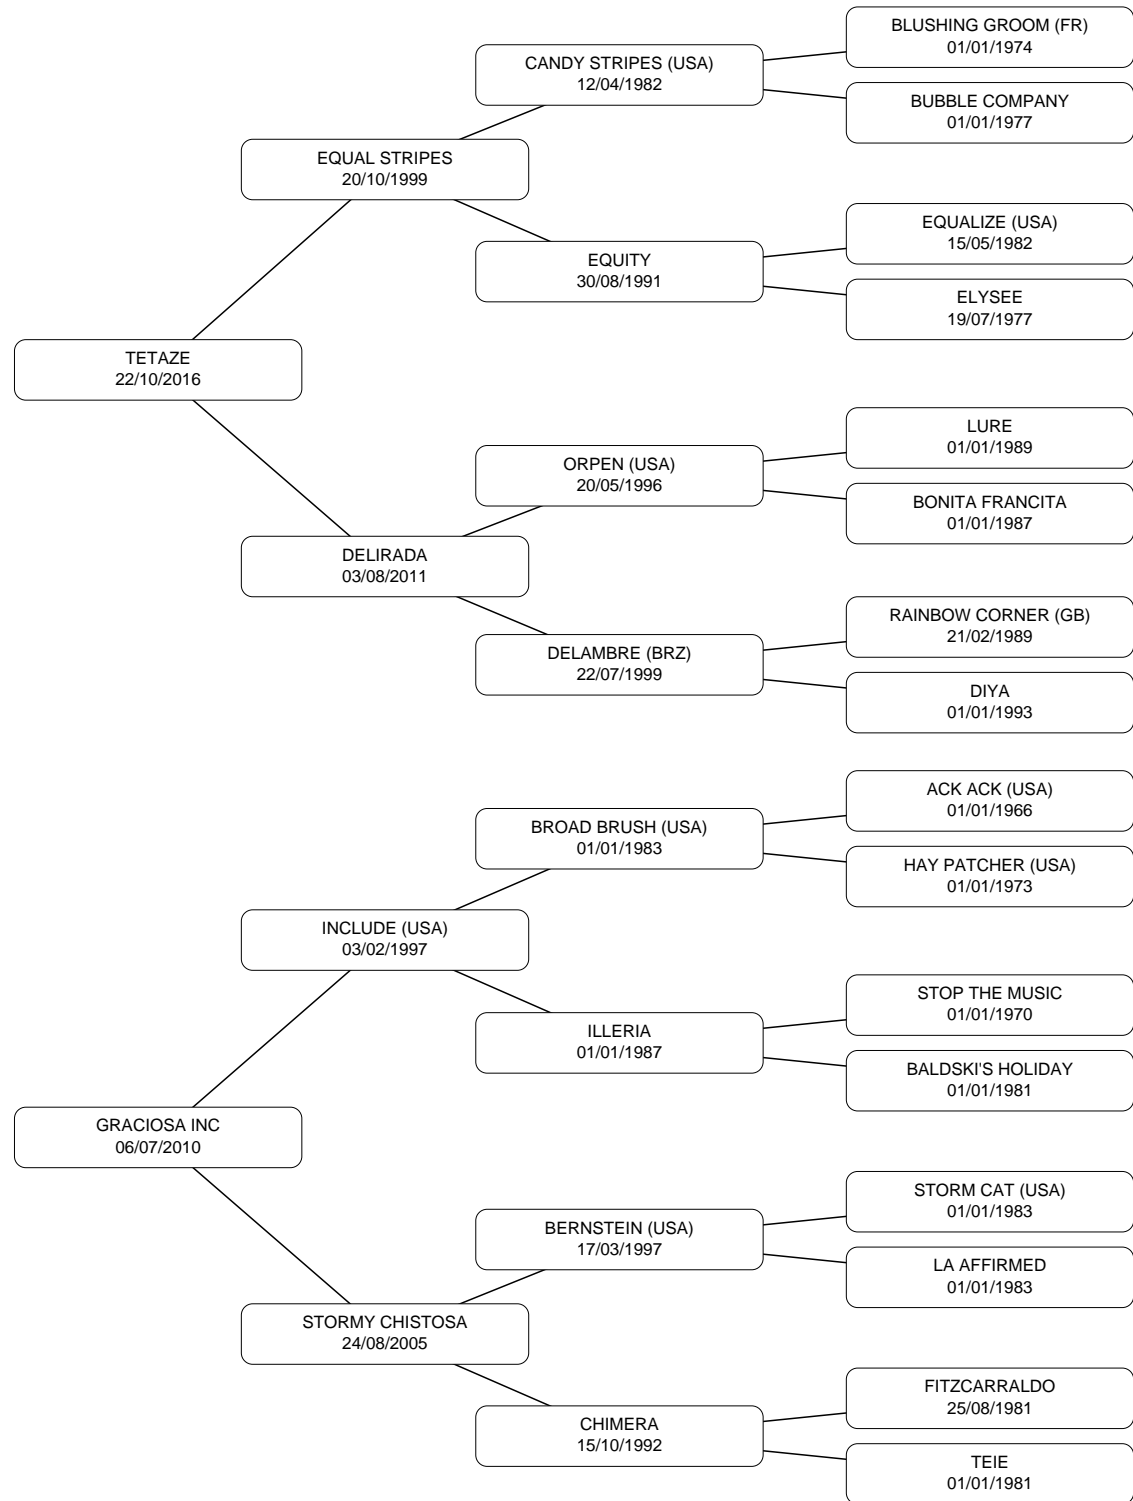 BLUSHING GROOM (FR)
01/01/1974
CANDY STRIPES (USA)
12/04/1982
BUBBLE COMPANY
01/01/1977
EQUAL STRIPES
20/10/1999
EQUALIZE (USA)
15/05/1982
EQUITY
30/08/1991
ELYSEE
19/07/1977
TETAZE
22/10/2016
LURE
01/01/1989
ORPEN (USA)
20/05/1996
BONITA FRANCITA
01/01/1987
DELIRADA
03/08/2011
RAINBOW CORNER (GB)
21/02/1989
DELAMBRE (BRZ)
22/07/1999
DIYA
01/01/1993
ACK ACK (USA)
01/01/1966
BROAD BRUSH (USA)
01/01/1983
HAY PATCHER (USA)
01/01/1973
INCLUDE (USA)
03/02/1997
STOP THE MUSIC
01/01/1970
ILLERIA
01/01/1987
BALDSKI'S HOLIDAY
01/01/1981
GRACIOSA INC
06/07/2010
STORM CAT (USA)
01/01/1983
BERNSTEIN (USA)
17/03/1997
LA AFFIRMED
01/01/1983
STORMY CHISTOSA
24/08/2005
FITZCARRALDO
25/08/1981
CHIMERA
15/10/1992
TEIE
01/01/1981